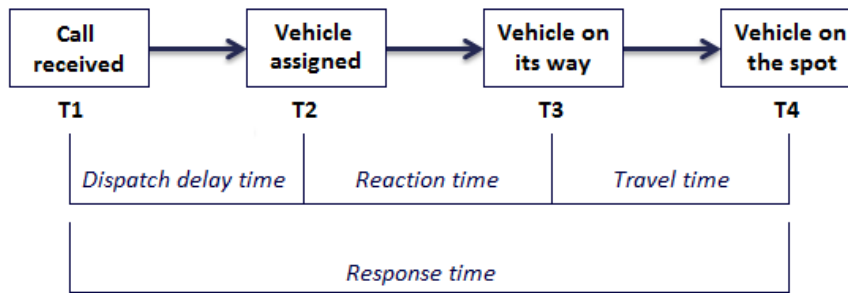 Call
received
Vehicle
assigned
Vehicle on
its way
Vehicle on
the spot
T1
T2
T3
T4
Dispatch delay time
Reaction time
Travel time
Response time